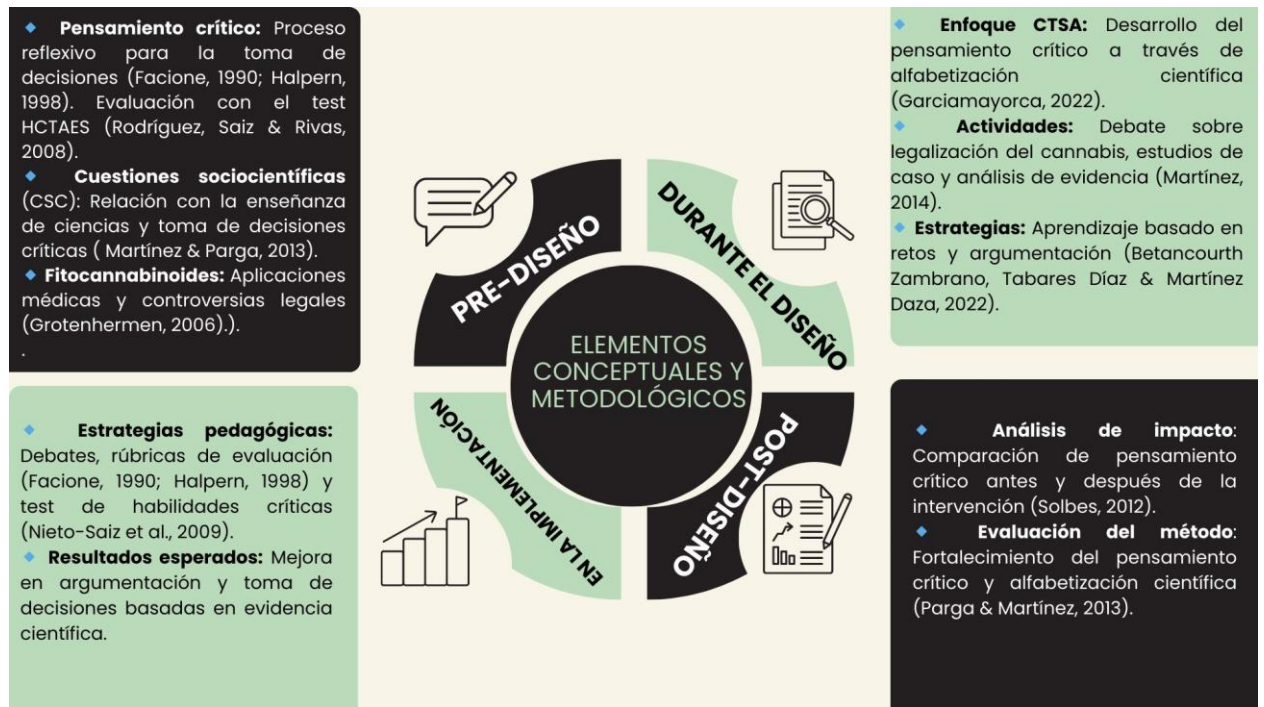 ◆ Pensamiento crítico: Proceso
reflexivo para la toma de
decisiones (Facione, 1990; Halpern,
1998). Evaluación con el test
HCTAES (Rodríguez, Saiz & Rivas,
2008).
◆ Cuestiones sociocientíficas
(CSC): Relación con la enseñanza
de ciencias y toma de decisiones
críticas ( Martínez & Parga, 2013).
◆ Fitocannabinoides: Aplicaciones
médicas y controversias legales
(Grotenhermen, 2006).).
.
◆ Enfoque CTSA: Desarrollo del
pensamiento crítico a través de
alfabetización científica
(Garciamayorca, 2022).
◆ Actividades: Debate sobre
legalización del cannabis, estudios de
caso y análisis de evidencia (Martínez,
2014).
◆ Estrategias: Aprendizaje basado en
retos y argumentación (Betancourth
Zambrano, Tabares Díaz & Martínez
Daza, 2022).
PRE-DISEÑO
DURANTE EL DISEÑO
ELEMENTOS
CONCEPTUALES Y
METODOLÓGICOS
EN LA IMPLEMENTACIÓN
POST-DISEÑO
◆ Estrategias pedagógicas:
Debates, rúbricas de evaluación
(Facione, 1990; Halpern, 1998) y
test de habilidades críticas
(Nieto-Saiz et al., 2009).
◆ Resultados esperados: Mejora
en argumentación y toma de
decisiones basadas en evidencia
científica.
◆ Análisis de impacto:
Comparación de pensamiento
crítico antes y después de la
intervención (Solbes, 2012).
◆ Evaluación del método:
Fortalecimiento del pensamiento
crítico y alfabetización científica
(Parga & Martínez, 2013).